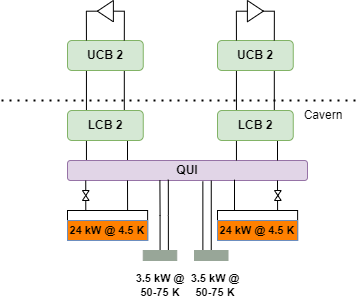 UCB 2
UCB 2
Cavern
LCB 2
LCB 2
QUI
24 kW @ 4.5 K
24 kW @ 4.5 K
3.5 kW @
50-75 K
3.5 kW @
50-75 K